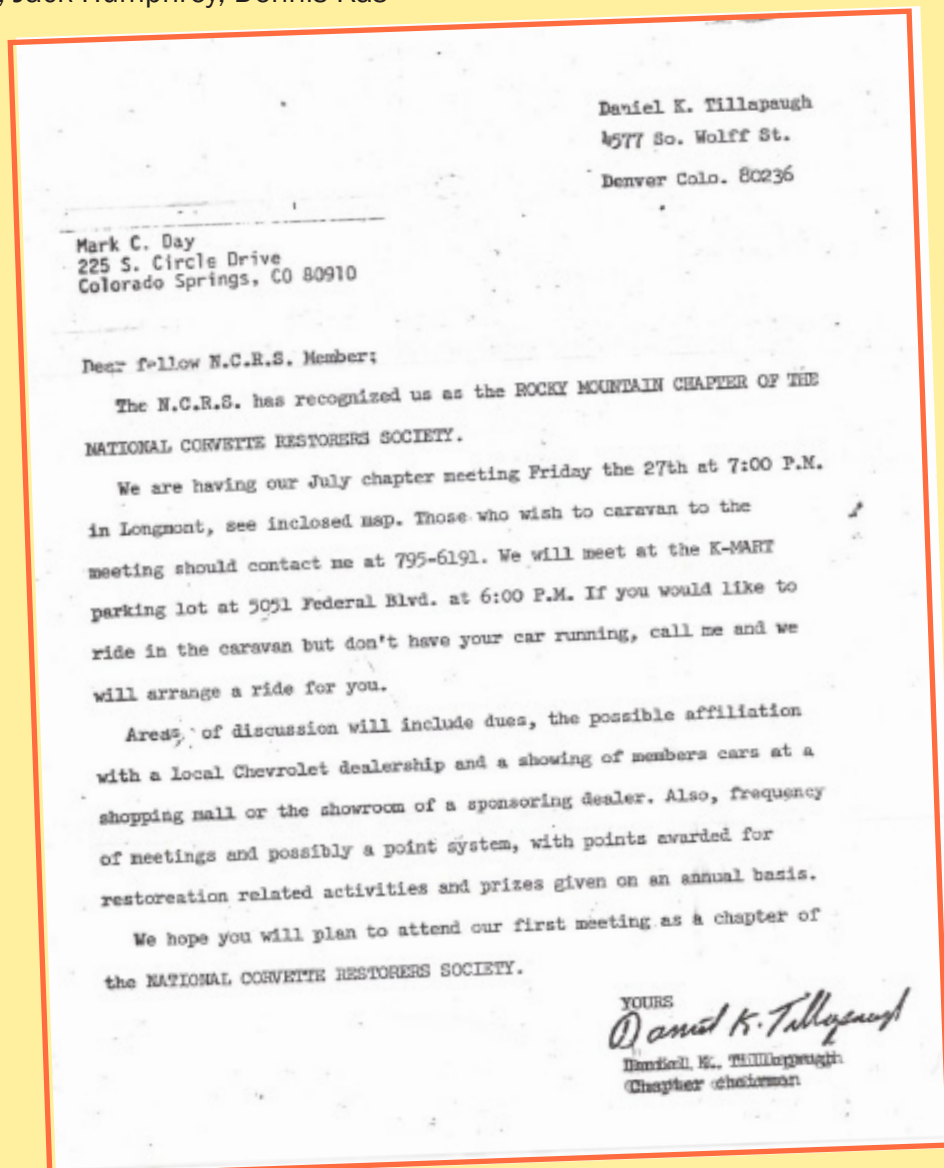 Jack Humphrey, Dennis Kas
Daniel K. Tillapaugh
4577 So. Wolff St.
Denver Colo. 80236
Mark C. Day
225 S. Circle Drive
Colorado Springs, CO 80910
Dear fellow N.C.R.S. Member;
The N.C.R.S. has recognized us as the ROCKY MOUNTAIN CHAPTER OF THE
NATIONAL CORVETTE RESTORERS SOCIETY.
We are having our July chapter meeting Friday the 27th at 7:00 P.M.
in Longmont, see inclosed map. Those who wish to caravan to the
meeting should contact me at 795-6191. We will meet at the K-MART
parking lot at 5051 Federal Blvd. at 6:00 P.M. If you would like to
ride in the caravan but don't have your car running, call me and we
will arrange a ride for you.
Areas, of discussion will include dues, the possible affiliation
with a local Chevrolet dealership and a showing of members cars at a
shopping mall or the showroom of a sponsoring dealer. Also, frequency
of meetings and possibly a point system, with points awarded for
restoreation related activities and prizes given on an annual basis.
We hope you will plan to attend our first meeting as a chapter of
the NATIONAL CORVETTE RESTORERS SOCIETY.
YOURS
Daniel K. Tillapaugh
Daniel K. Tillapaugh
Chapter chairman